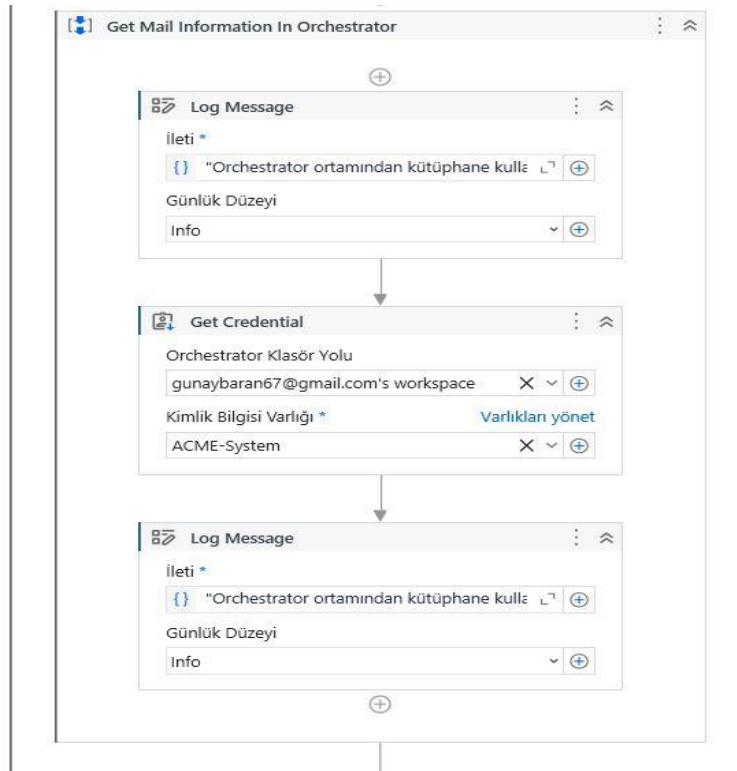 Get Mail Information In Orchestrator
Log Message
İleti *
"Orchestrator ortamından kütüphane kulla
Günlük Düzeyi
Info
Get Credential
Orchestrator Klasör Yolu
gunaybaran67@gmail.com's workspace
Kimlik Bilgisi Varlığı * Varlıkları yönet
ACME-System
Log Message
İleti *
"Orchestrator ortamından kütüphane kulla
Günlük Düzeyi
Info